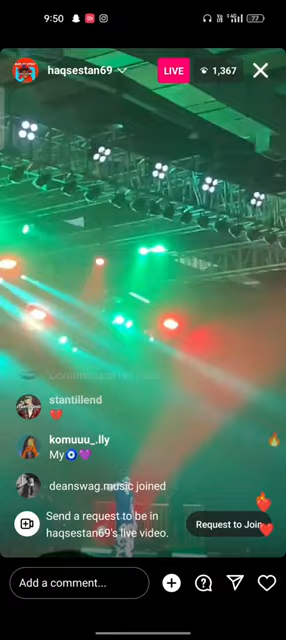 9:50
77
haqsestan69
LIVE
1,367
stantillend
❤️
komuuu_.lly
My🧿💜
deanswag.music joined
Send a request to be in
haqsestan69's live video.
Request to Join
Add a comment...